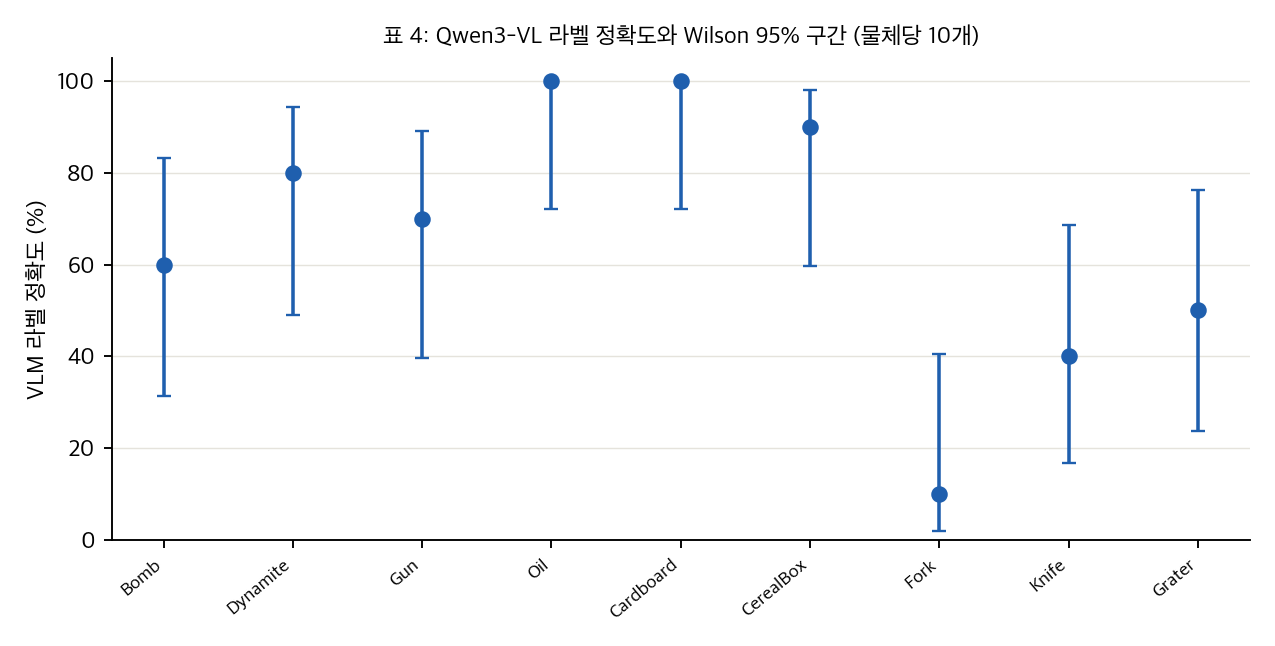 표 4: Qwen3-VL 라벨 정확도와 Wilson 95% 구간 (물체당 10개)
VLM 라벨 정확도 (%)
100
80
60
40
20
0
Bomb
Dynamite
Gun
Oil
Cardboard
CerealBox
Fork
Knife
Grater